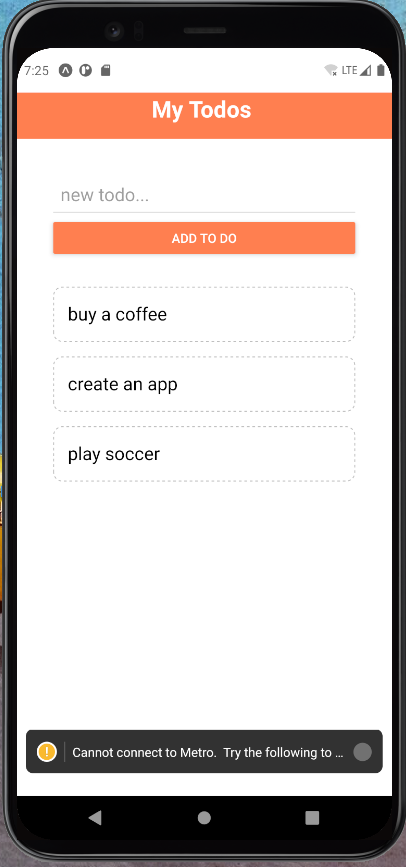 7:25 LTE
My Todos
new todo...
ADD TO DO
buy a coffee
create an app
play soccer
! Cannot connect to Metro. Try the following to ...